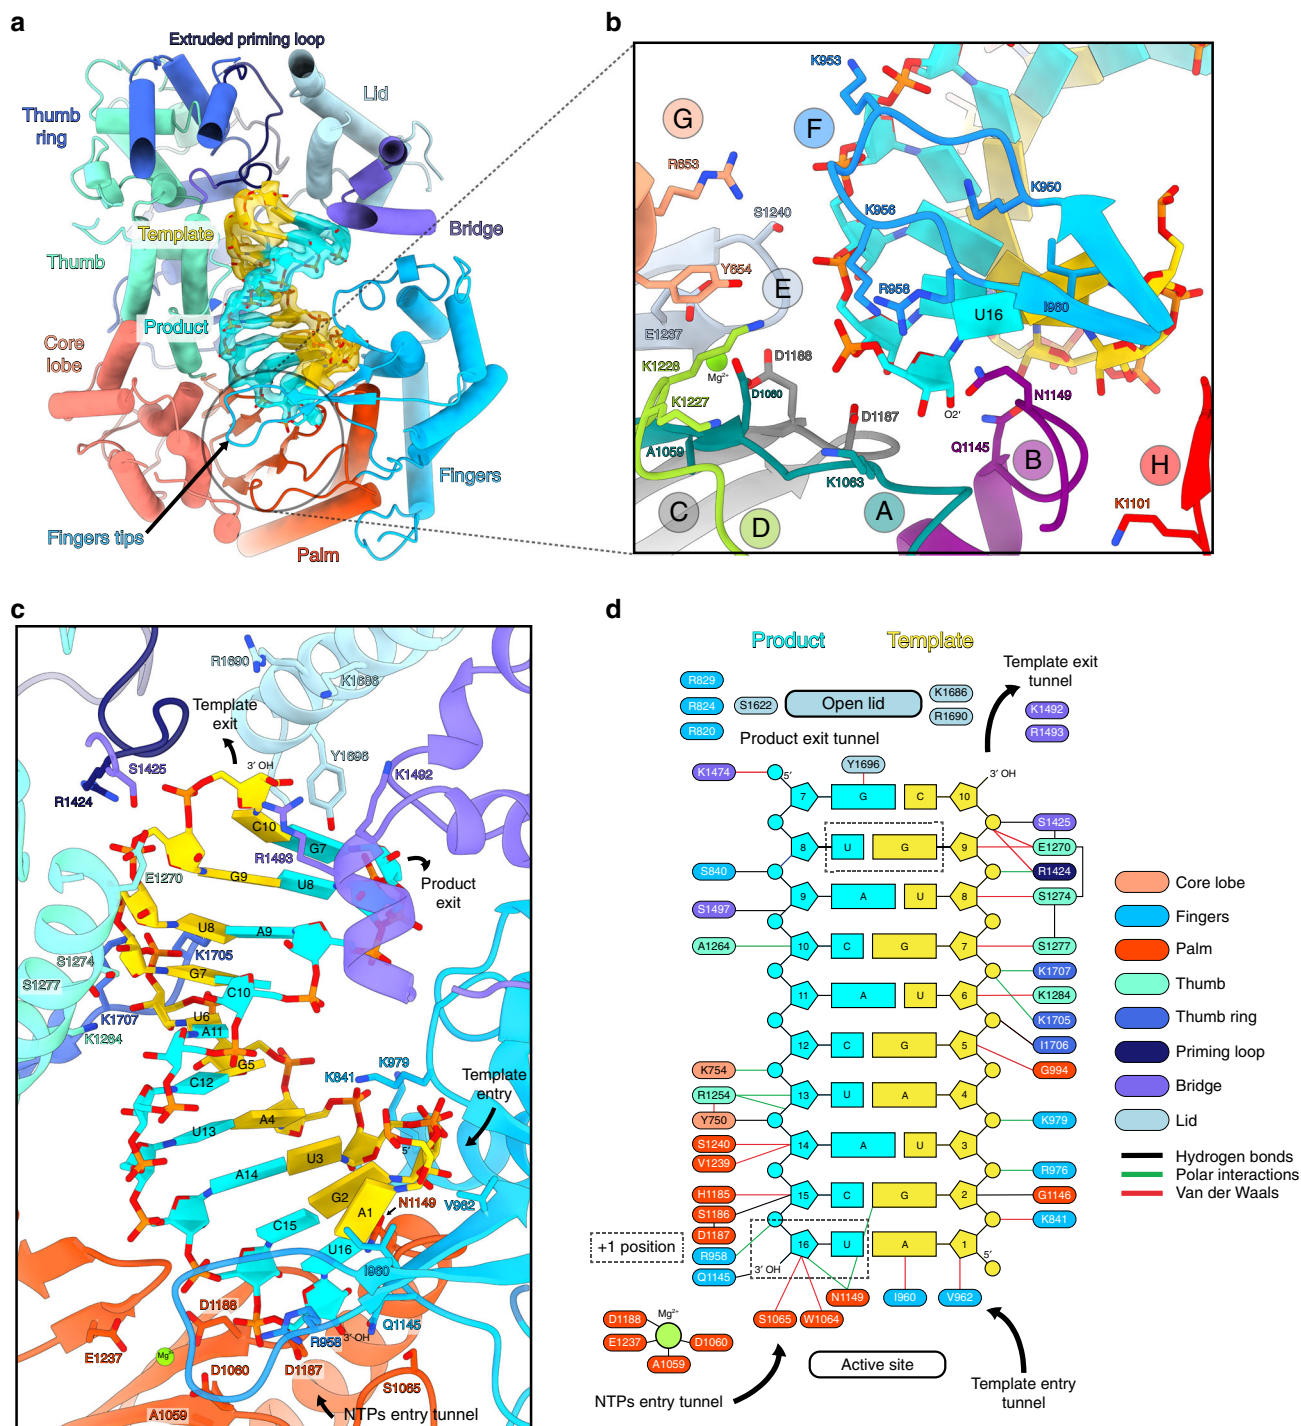 a
Extruded priming loop
Thumb
ring
Lid
Template
Bridge
Thumb
Product
Core
lobe
Fingers
Fingers tips
Palm
b
K953
G
F
R653
K950
S1240
K956
Y654
E
R958
I960
U16
E1237
K1228
D1188
Mg²⁺
D1060
N1149
K1227
D1187
O2′
A1059
Q1145
B
H
K1063
C
A
K1101
D
c
R1690
K1686
Template
exit
Y1696
S1425
3′ OH
K1492
R1424
C10
G7
R1493
E1270
G9
U8
Product
exit
U8
A9
S1274
K1705
S1277
G7
C10
K1707
U6
A11
K1284
G5
K979
C12
K841
Template
entry
A4
U13
5′
U3
A14
G2
N1149
V962
A1
C15
U16
I960
D1188
Q1145
R958
3′ OH
E1237
Mg²⁺
D1060
D1187
S1065
A1059
NTPs entry tunnel
d
Product
Template
Template exit
tunnel
R829
K1686
S1622
Open lid
K1492
R824
R1690
R1493
R820
Product exit tunnel
Y1696
3′ OH
K1474
5′
7
G
C
10
S1425
8
U
G
9
E1270
S840
R1424
9
A
U
8
S1274
S1497
A1264
10
C
G
7
S1277
K1707
11
A
U
6
K1284
K1705
12
C
G
5
I1706
K754
G994
R1254
13
U
A
4
Y750
K979
S1240
14
A
U
3
V1239
R976
H1185
15
C
G
2
G1146
S1186
K841
D1187
+1 position
16
U
A
1
R958
5′
Q1145
3′ OH
N1149
I960
V962
S1065
W1064
Mg²⁺
D1188
E1237
D1060
A1059
Active site
NTPs entry tunnel
Template entry
tunnel
Core lobe
Fingers
Palm
Thumb
Thumb ring
Priming loop
Bridge
Lid
Hydrogen bonds
Polar interactions
Van der Waals